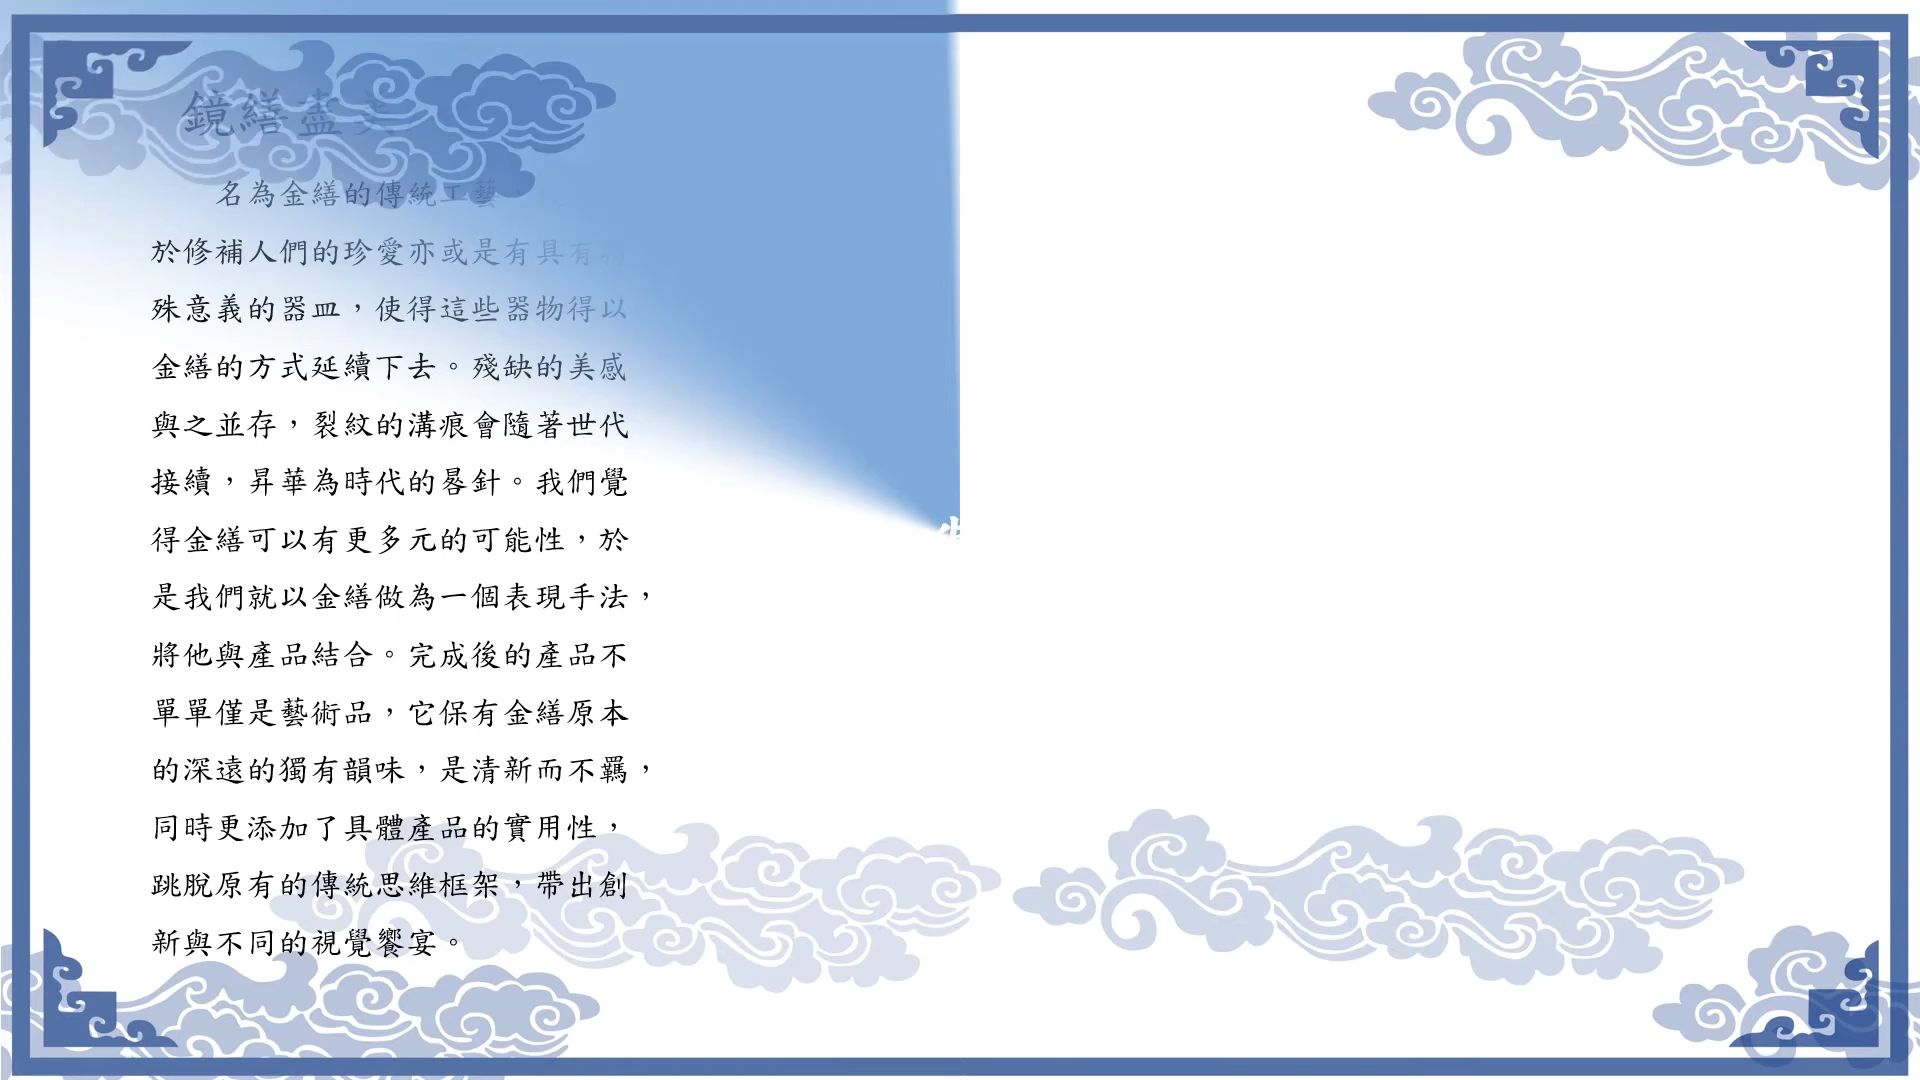 鏡繕盡美
名為金繕的傳統工藝,
於修補人們的珍愛亦或是有具有特
殊意義的器皿,使得這些器物得以
金繕的方式延續下去。殘缺的美感
與之並存,裂紋的溝痕會隨著世代
接續,昇華為時代的晷針。我們覺
得金繕可以有更多元的可能性,於
是我們就以金繕做為一個表現手法,
將他與產品結合。完成後的產品不
單單僅是藝術品,它保有金繕原本
的深遠的獨有韻味,是清新而不羈,
同時更添加了具體產品的實用性,
跳脫原有的傳統思維框架,帶出創
新與不同的視覺饗宴。